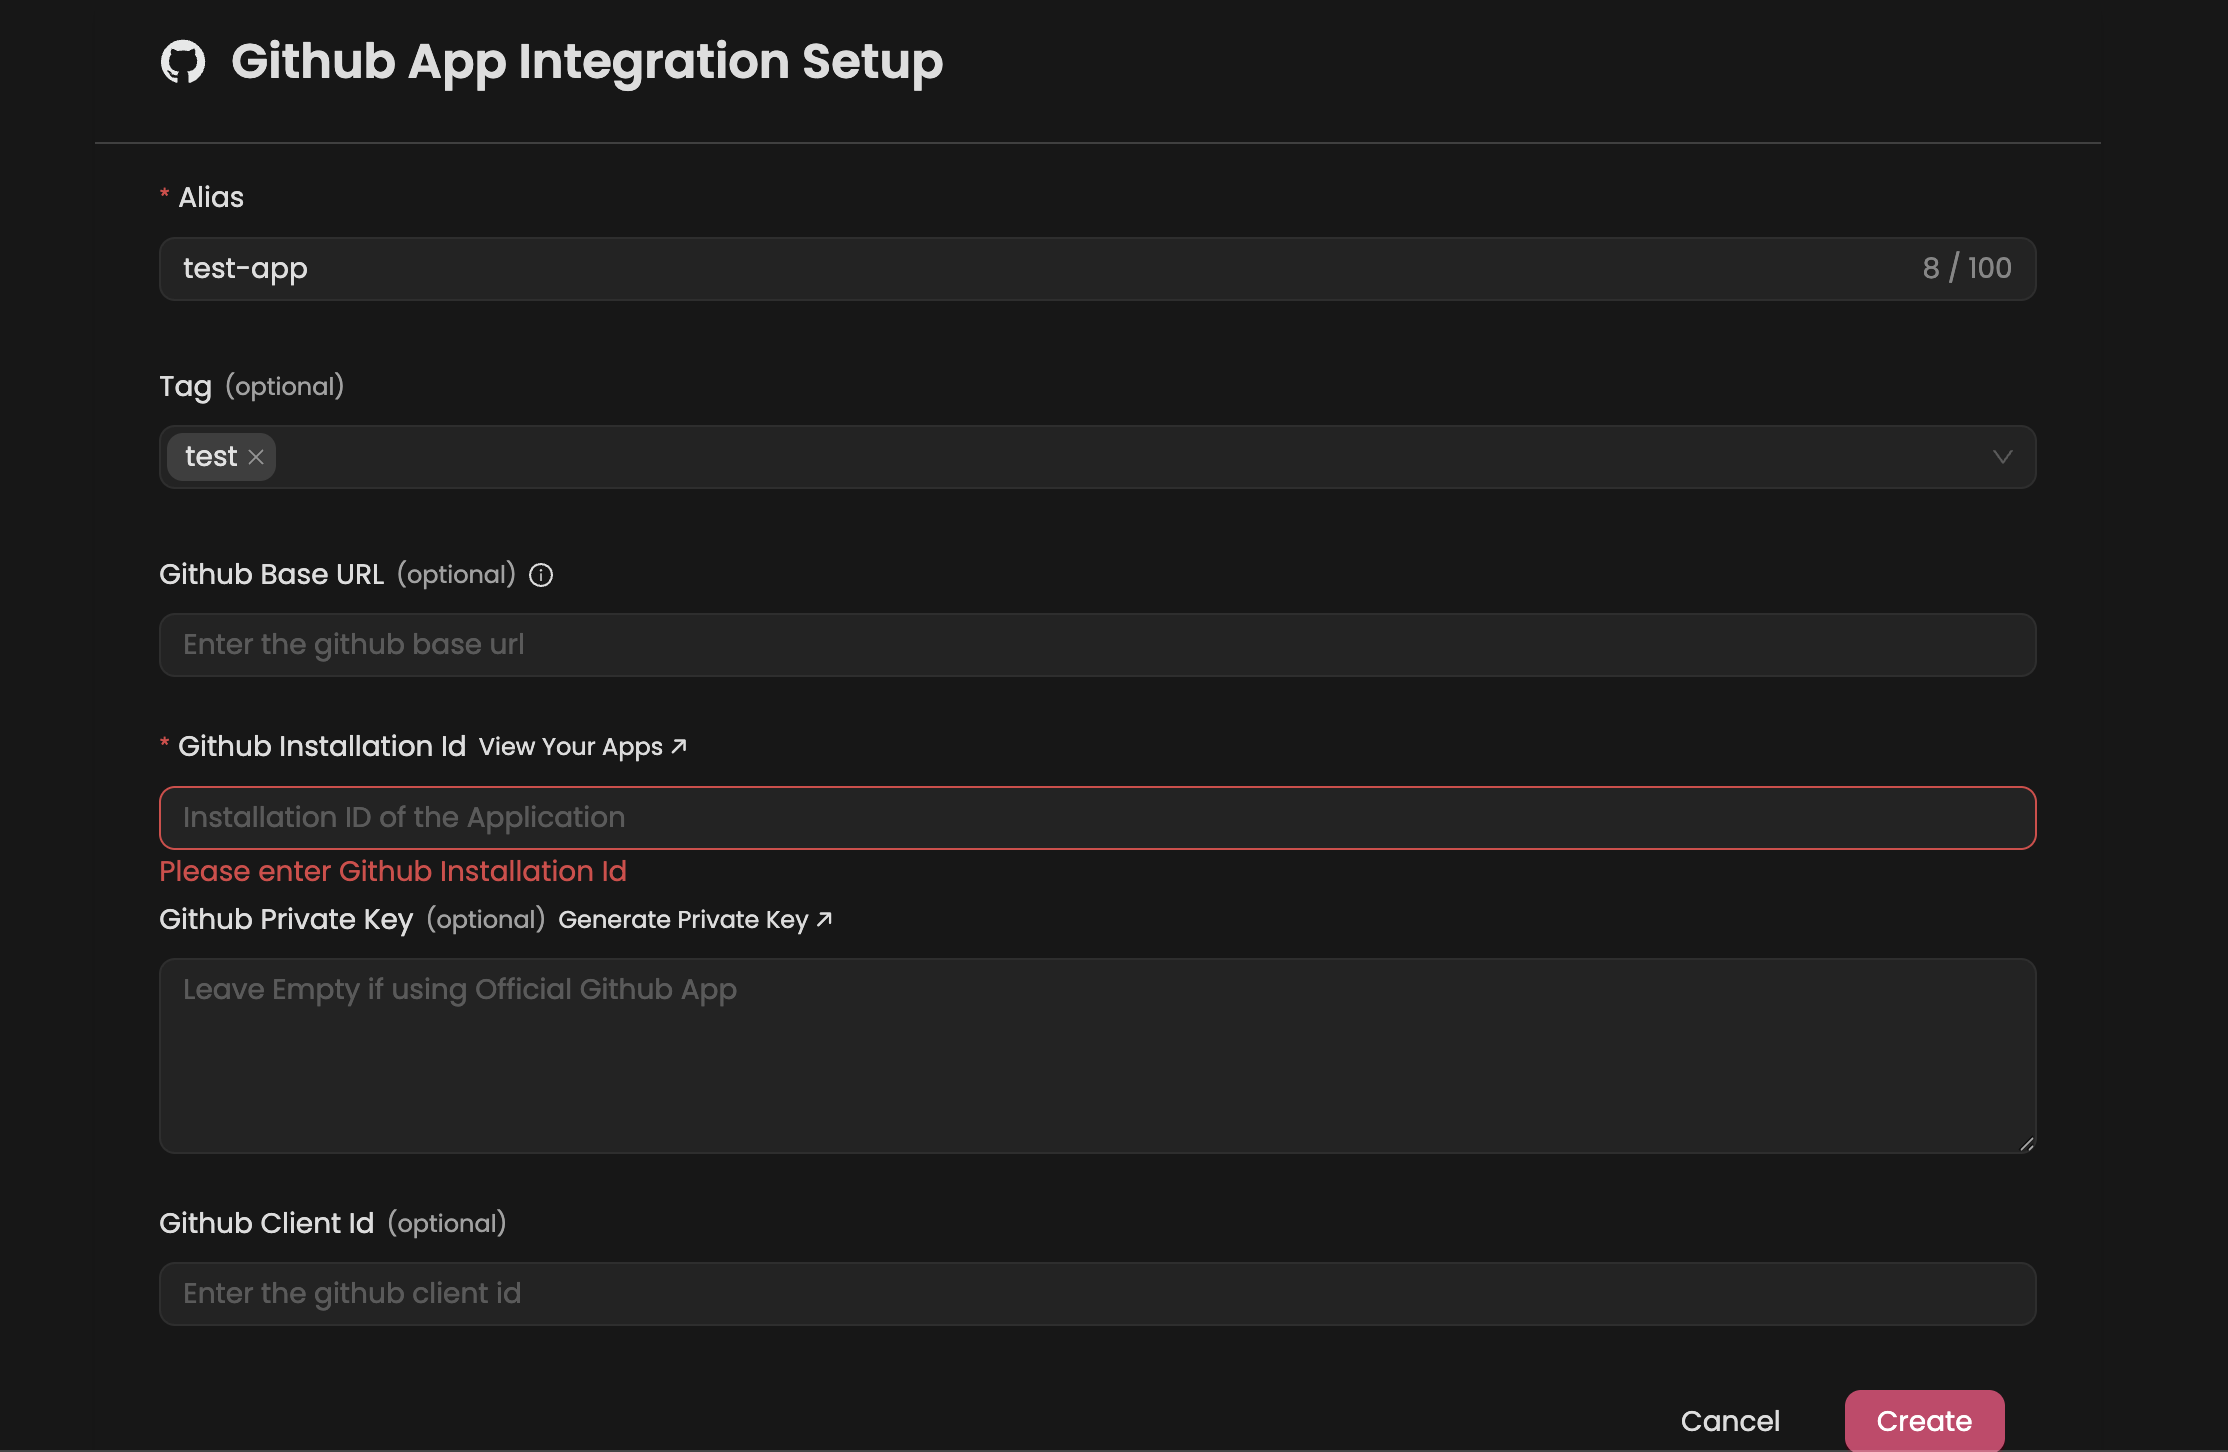 Github App Integration Setup
* Alias
test-app 8 / 100
Tag (optional)
test
Github Base URL (optional)
Enter the github base url
* Github Installation Id View Your Apps
Installation ID of the Application
Please enter Github Installation Id
Github Private Key (optional) Generate Private Key
Leave Empty if using Official Github App
Github Client Id (optional)
Enter the github client id
Cancel Create